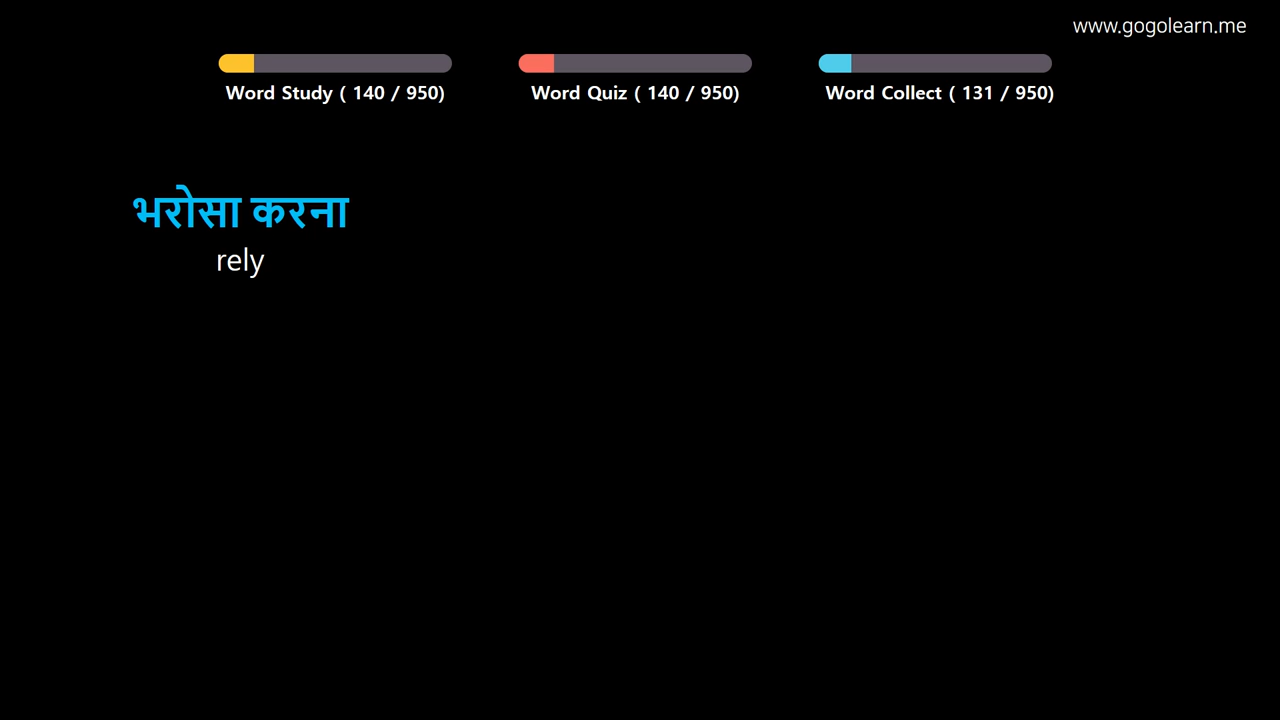 www.gogolearn.me
Word Study ( 140 / 950)
Word Quiz ( 140 / 950)
Word Collect ( 131 / 950)
भरोसा करना
rely